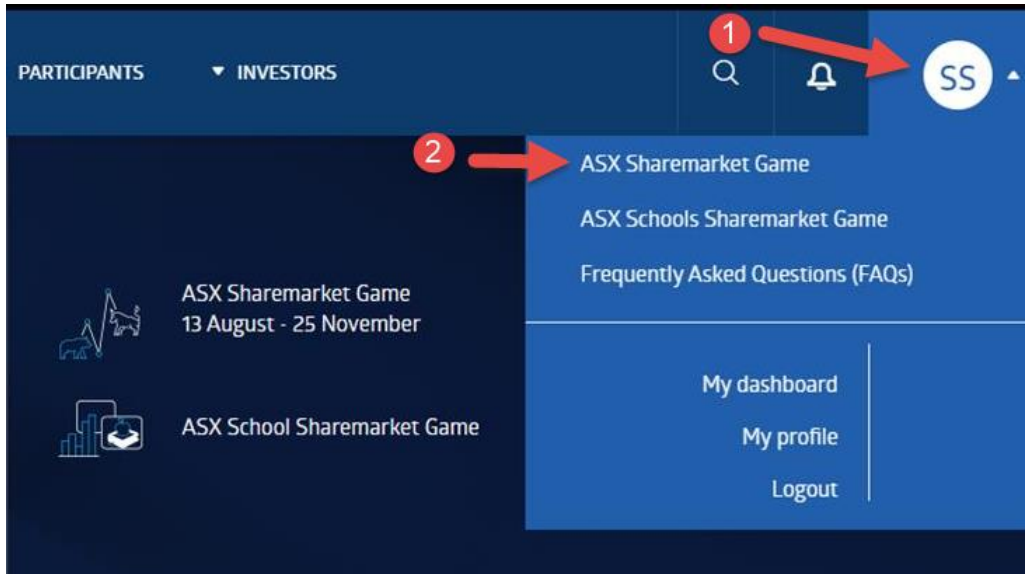 1
PARTICIPANTS
INVESTORS
SS
2
ASX Sharemarket Game
ASX Schools Sharemarket Game
Frequently Asked Questions (FAQs)
ASX Sharemarket Game
13 August - 25 November
ASX School Sharemarket Game
My dashboard
My profile
Logout